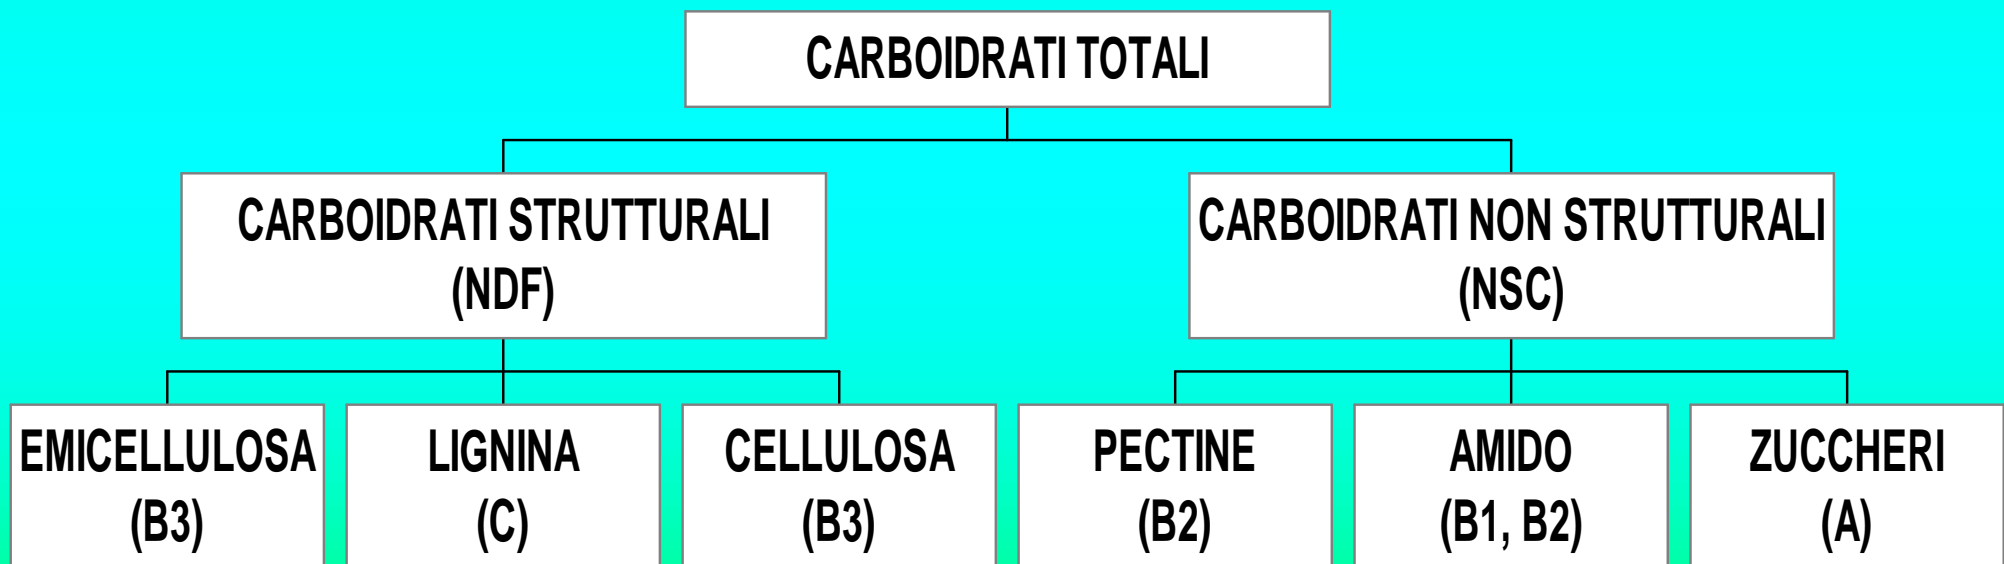 CARBOIDRATI TOTALI
CARBOIDRATI STRUTTURALI
(NDF)
CARBOIDRATI NON STRUTTURALI
(NSC)
EMICELLULOSA
(B3)
LIGNINA
(C)
CELLULOSA
(B3)
PECTINE
(B2)
AMIDO
(B1, B2)
ZUCCHERI
(A)